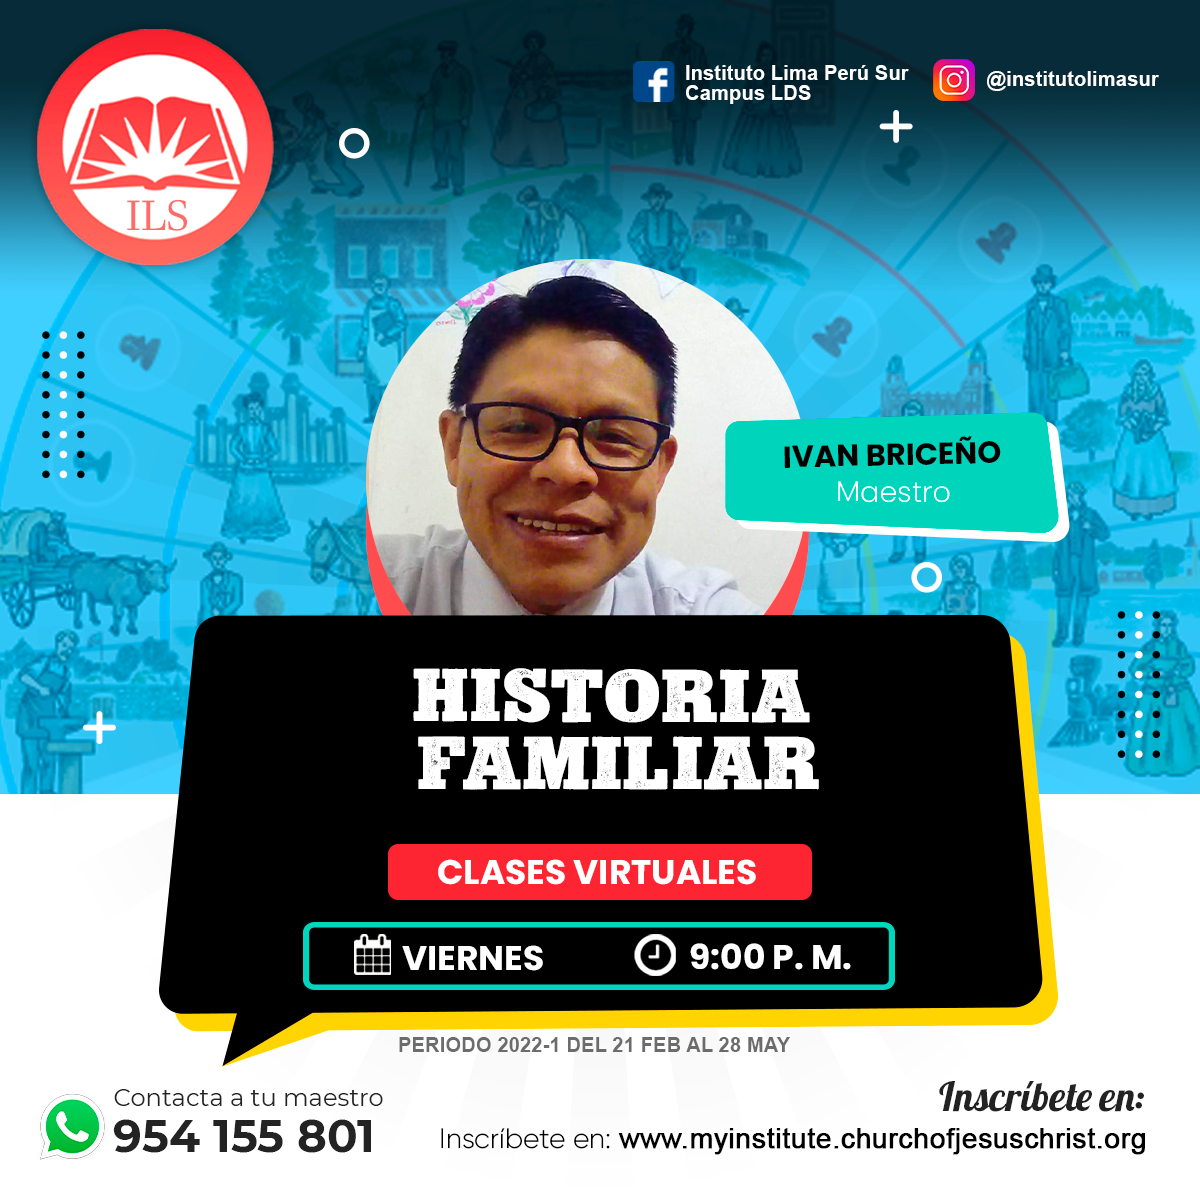 ILS
Instituto Lima Perú Sur
Campus LDS
@institutolimasur
IVAN BRICEÑO
Maestro
HISTORIA
FAMILIAR
CLASES VIRTUALES
VIERNES
9:00 P. M.
PERIODO 2022-1 DEL 21 FEB AL 28 MAY
Contacta a tu maestro
954 155 801
Inscríbete en:
Inscríbete en: www.myinstitute.churchofjesuschrist.org